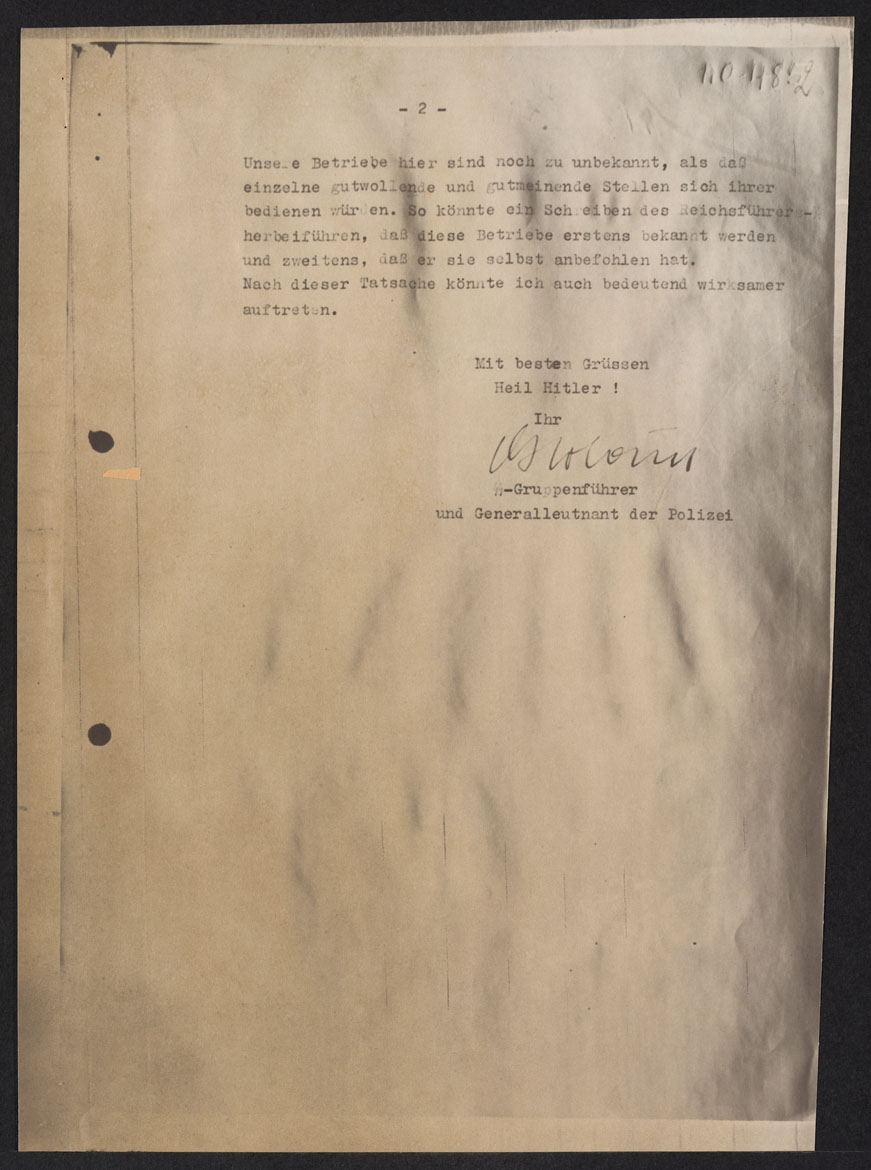 - 2 -
Unsere Betriebe hier sind noch zu unbekannt, als daß
einzelne gutwollende und gutmeinende Stellen sich ihrer
bedienen würden. So könnte ein Schreiben des Reichsführers-
herbeiführen, daß diese Betriebe erstens bekannt werden
und zweitens, daß er sie selbst anbefohlen hat.
Nach dieser Tatsache könnte ich auch bedeutend wirksamer
auftreten.
Mit besten Grüssen
Heil Hitler !
Ihr
-Gruppenführer
und Generalleutnant der Polizei